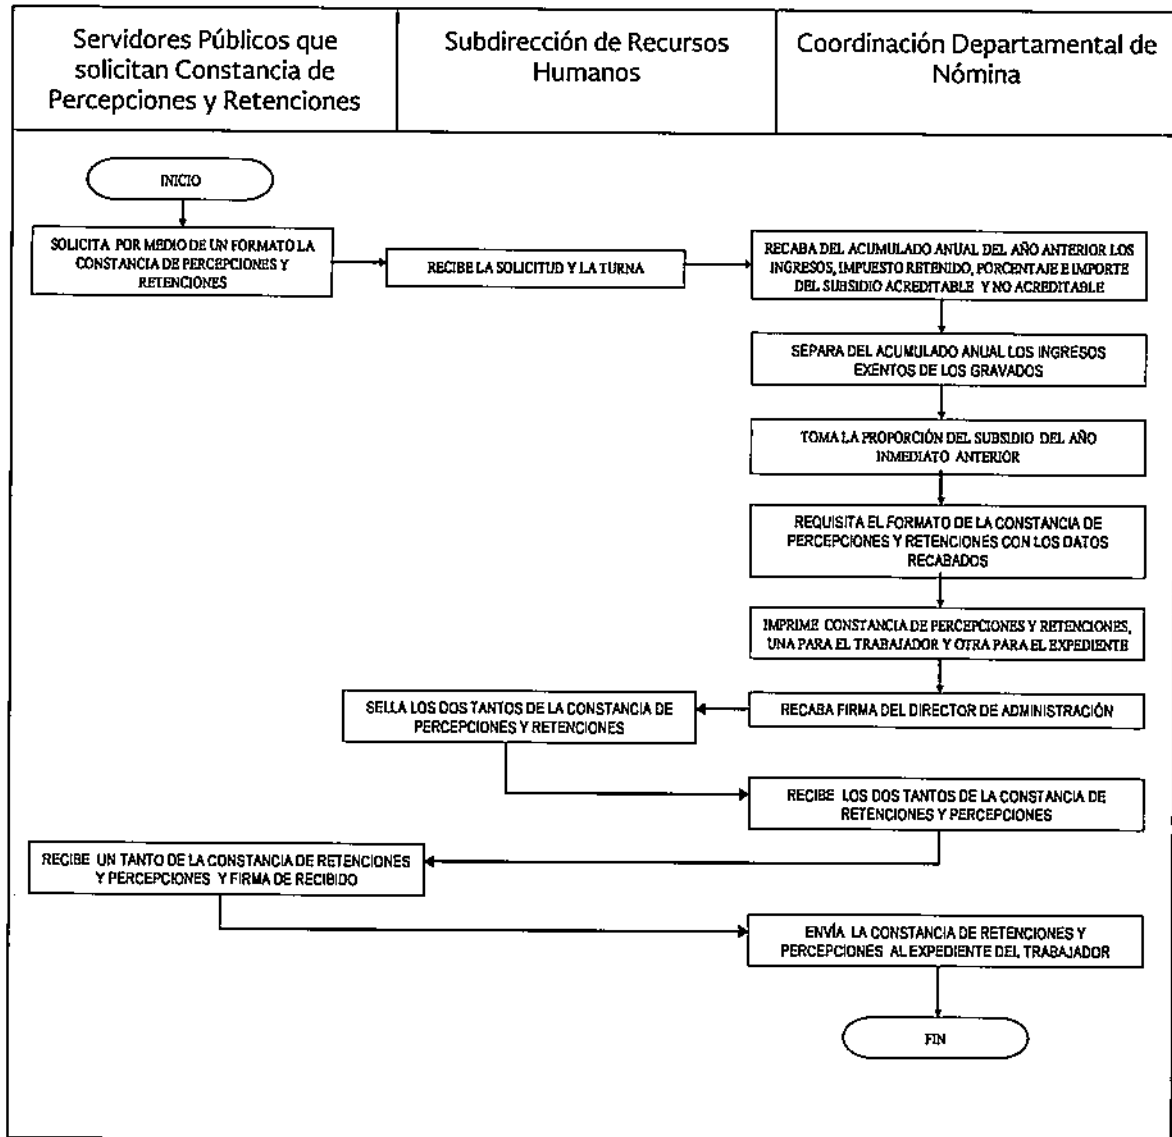 Servidores Públicos que
solicitan Constancia de
Percepciones y Retenciones
Subdirección de Recursos
Humanos
Coordinación Departamental de
Nómina
INICIO
SOLICITA POR MEDIO DE UN FORMATO LA
CONSTANCIA DE PERCEPCIONES Y
RETENCIONES
RECIBE LA SOLICITUD Y LA TURNA
RECABA DEL ACUMULADO ANUAL DEL AÑO ANTERIOR LOS
INGRESOS, IMPUESTO RETENIDO, PORCENTAJE E IMPORTE
DEL SUBSIDIO ACREDITABLE Y NO ACREDITABLE
SEPARA DEL ACUMULADO ANUAL LOS INGRESOS
EXENTOS DE LOS GRAVADOS
TOMA LA PROPORCIÓN DEL SUBSIDIO DEL AÑO
INMEDIATO ANTERIOR
REQUISITA EL FORMATO DE LA CONSTANCIA DE
PERCEPCIONES Y RETENCIONES CON LOS DATOS
RECABADOS
IMPRIME CONSTANCIA DE PERCEPCIONES Y RETENCIONES,
UNA PARA EL TRABAJADOR Y OTRA PARA EL EXPEDIENTE
RECABA FIRMA DEL DIRECTOR DE ADMINISTRACIÓN
SELLA LOS DOS TANTOS DE LA CONSTANCIA DE
PERCEPCIONES Y RETENCIONES
RECIBE LOS DOS TANTOS DE LA CONSTANCIA DE
RETENCIONES Y PERCEPCIONES
RECIBE UN TANTO DE LA CONSTANCIA DE RETENCIONES
Y PERCEPCIONES Y FIRMA DE RECIBIDO
ENVÍA LA CONSTANCIA DE RETENCIONES Y
PERCEPCIONES AL EXPEDIENTE DEL TRABAJADOR
FIN